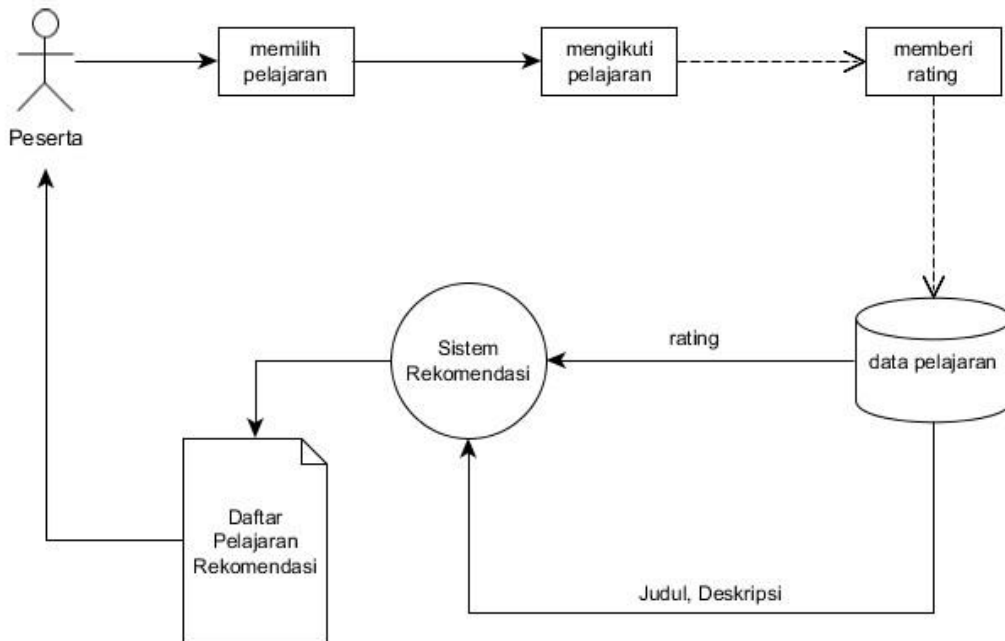 memilih
pelajaran
mengikuti
pelajaran
memberi
rating
Peserta
Sistem
Rekomendasi
rating
data pelajaran
Daftar
Pelajaran
Rekomendasi
Judul, Deskripsi